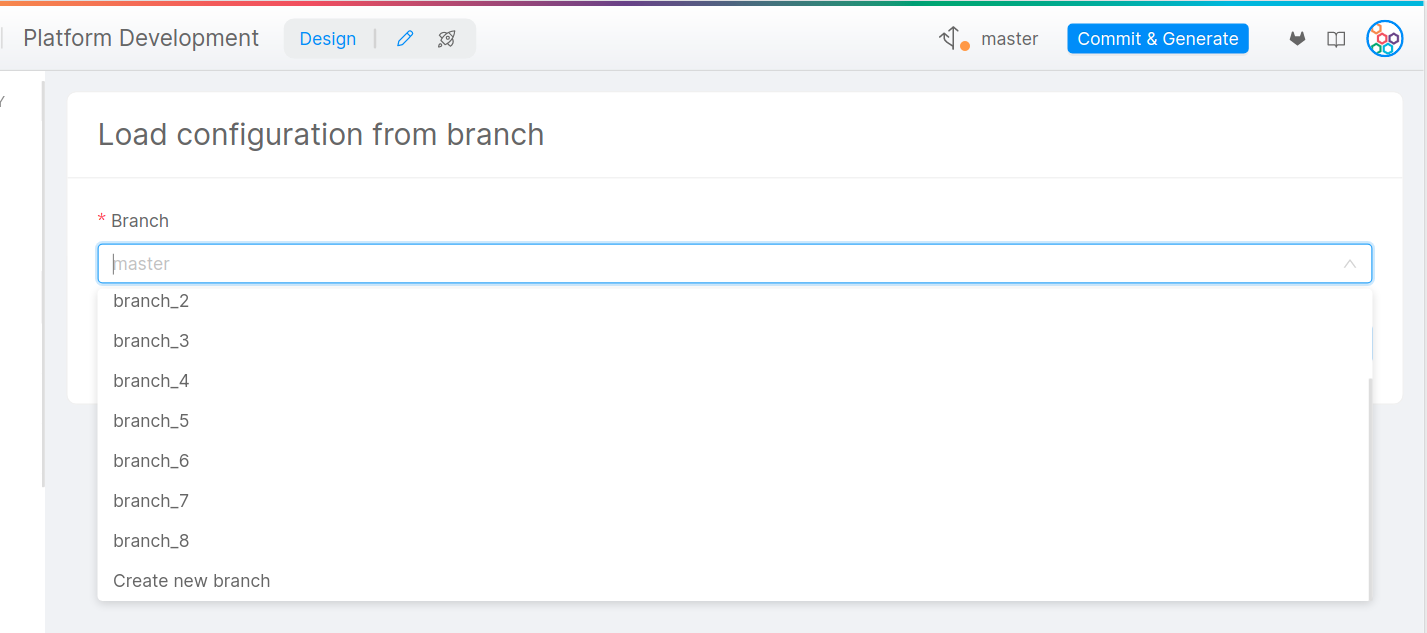 Platform Development Design master Commit & Generate
Y
Load configuration from branch
* Branch
master
branch_2
branch_3
branch_4
branch_5
branch_6
branch_7
branch_8
Create new branch